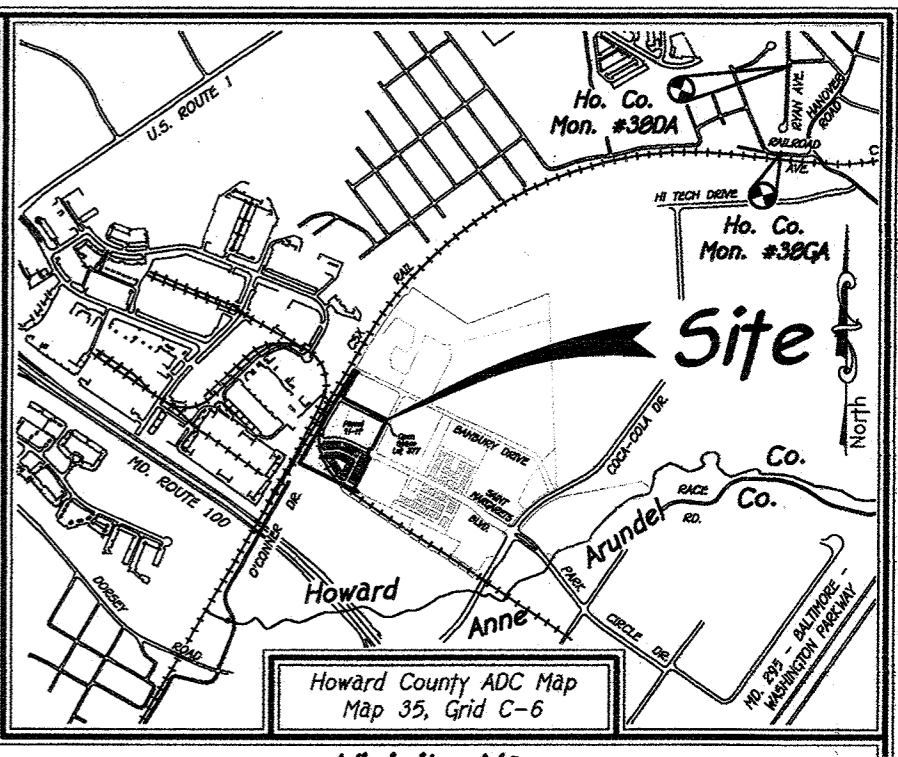 U.S. ROUTE 1
Ho. Co.
Mon. #38DA
RYAN AVE.
HANOVER
ROAD
RAILROAD
AVE.
HI TECH DRIVE
Ho. Co.
Mon. #38GA
CSX
RAIL
Site
North
Open
BANBURY DRIVE
COCA-COLA DR.
SAINT
MARGARETS
BLVD.
MD. ROUTE 100
O'CONNER DR.
Howard Co.
Anne Arundel Co.
RACE
RD.
PARK
CIRCLE
DR.
DORSEY
ROAD
MD. 295 - BALTIMORE -
WASHINGTON PARKWAY
Howard County ADC Map
Map 35, Grid C-6